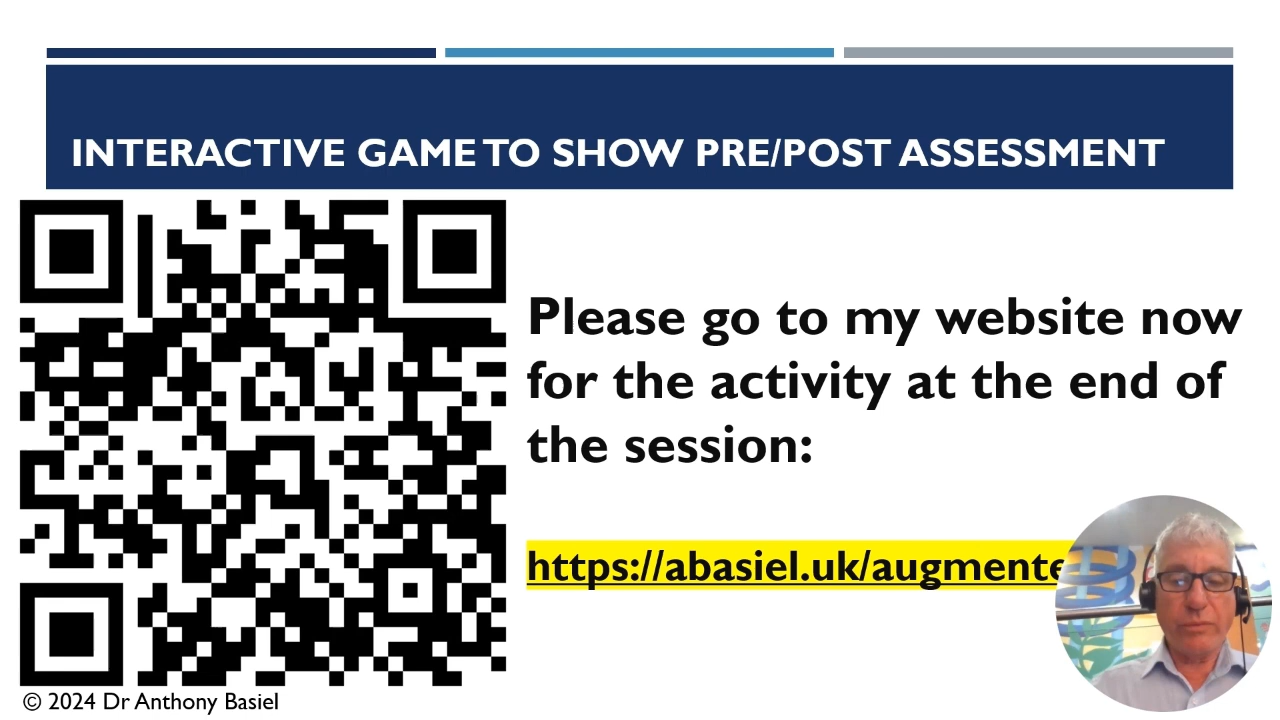 INTERACTIVE GAME TO SHOW PRE/POST ASSESSMENT
Please go to my website now
for the activity at the end of
the session:
https://abasiel.uk/augmente
© 2024 Dr Anthony Basiel